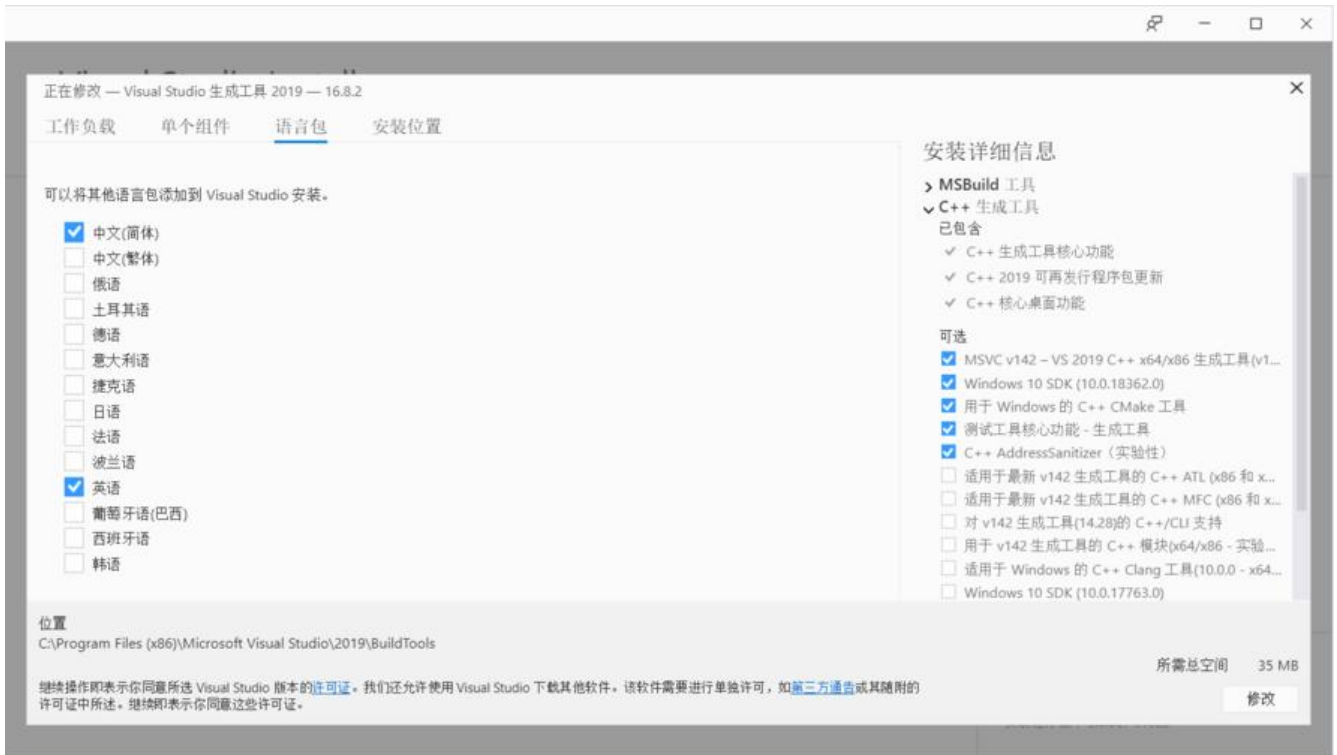 正在修改 — Visual Studio 生成工具 2019 — 16.8.2
工作负载 单个组件 语言包 安装位置
可以将其他语言包添加到 Visual Studio 安装。
中文(简体)
中文(繁体)
俄语
土耳其语
德语
意大利语
捷克语
日语
法语
波兰语
英语
葡萄牙语(巴西)
西班牙语
韩语
安装详细信息
MSBuild 工具
C++ 生成工具
已包含
C++ 生成工具核心功能
C++ 2019 可再发行程序包更新
C++ 核心桌面功能
可选
MSVC v142 – VS 2019 C++ x64/x86 生成工具(v1...
Windows 10 SDK (10.0.18362.0)
用于 Windows 的 C++ CMake 工具
测试工具核心功能 - 生成工具
C++ AddressSanitizer（实验性）
适用于最新 v142 生成工具的 C++ ATL (x86 和 x...
适用于最新 v142 生成工具的 C++ MFC (x86 和 x...
对 v142 生成工具(14.28)的 C++/CLI 支持
用于 v142 生成工具的 C++ 模块(x64/x86 - 实验...
适用于 Windows 的 C++ Clang 工具(10.0.0 - x64...
Windows 10 SDK (10.0.17763.0)
位置
C:\Program Files (x86)\Microsoft Visual Studio\2019\BuildTools
所需总空间 35 MB
继续操作即表示你同意所选 Visual Studio 版本的许可证。我们还允许使用 Visual Studio 下载其他软件。该软件需要进行单独许可，如第三方通告或其随附的
许可证中所述。继续即表示你同意这些许可证。
修改